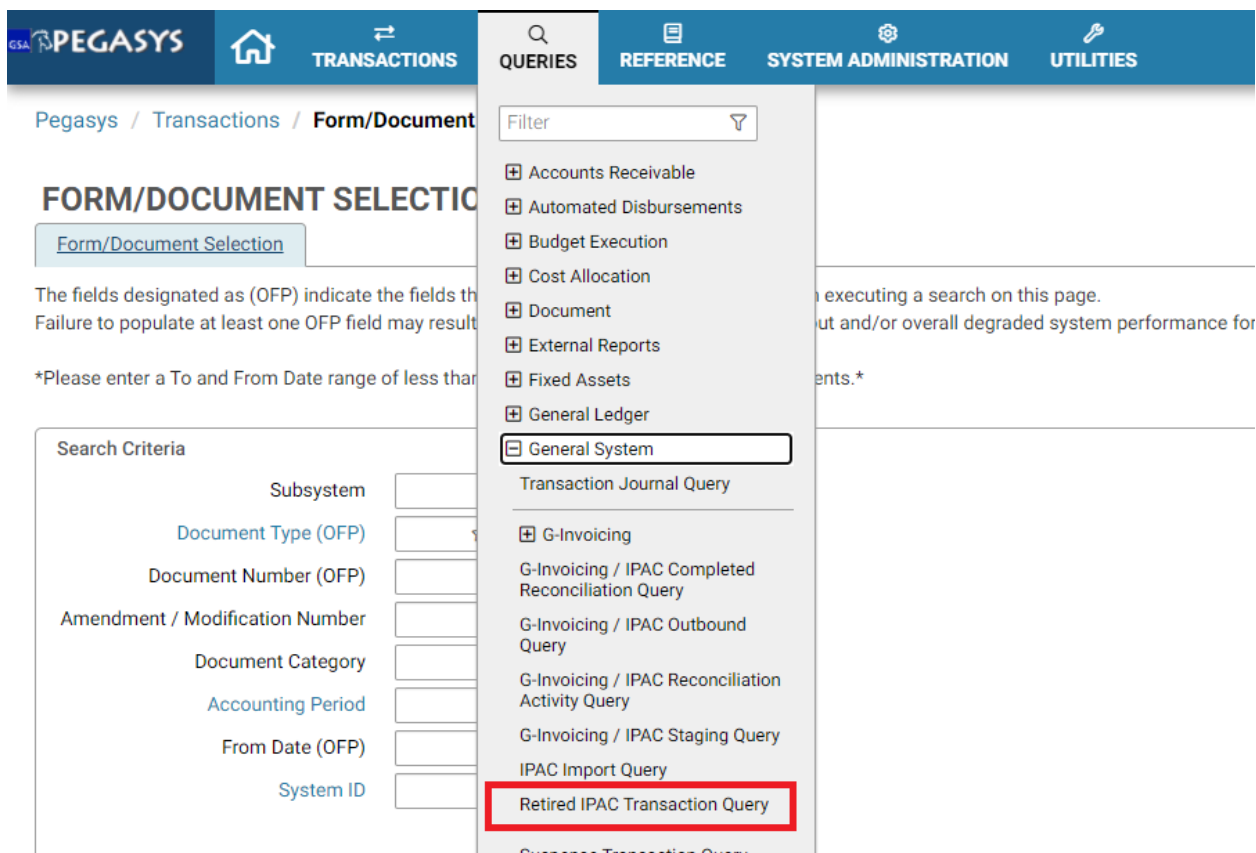 GSA PEGASYS
TRANSACTIONS
QUERIES
REFERENCE
SYSTEM ADMINISTRATION
UTILITIES
Pegasys / Transactions / Form/Document
FORM/DOCUMENT SELECTIO
Form/Document Selection
The fields designated as (OFP) indicate the fields th
executing a search on this page.
Failure to populate at least one OFP field may result
ut and/or overall degraded system performance for
*Please enter a To and From Date range of less than
ents.*
Search Criteria
Subsystem
Document Type (OFP)
Document Number (OFP)
Amendment / Modification Number
Document Category
Accounting Period
From Date (OFP)
System ID
Filter
Accounts Receivable
Automated Disbursements
Budget Execution
Cost Allocation
Document
External Reports
Fixed Assets
General Ledger
General System
Transaction Journal Query
G-Invoicing
G-Invoicing / IPAC Completed
Reconciliation Query
G-Invoicing / IPAC Outbound
Query
G-Invoicing / IPAC Reconciliation
Activity Query
G-Invoicing / IPAC Staging Query
IPAC Import Query
Retired IPAC Transaction Query